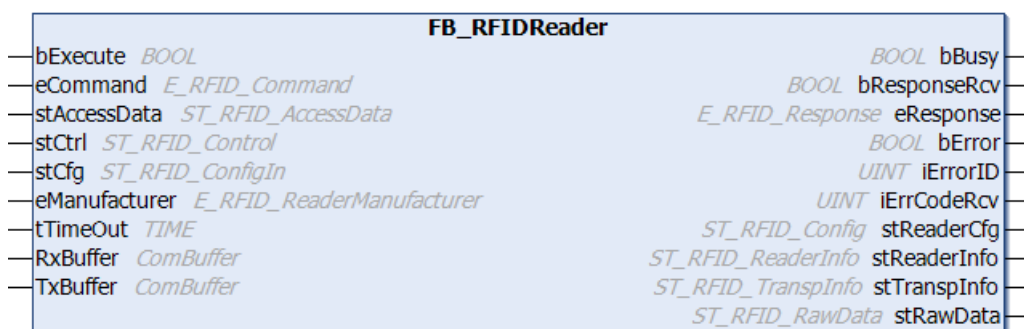 FB_RFIDReader
bExecute BOOL BOOL bBusy
eCommand E_RFID_Command BOOL bResponseRcv
stAccessData ST_RFID_AccessData E_RFID_Response eResponse
stCtrl ST_RFID_Control BOOL bError
stCfg ST_RFID_ConfigIn UINT iErrorID
eManufacturer E_RFID_ReaderManufacturer UINT iErrCodeRcv
tTimeOut TIME ST_RFID_Config stReaderCfg
RxBuffer ComBuffer ST_RFID_ReaderInfo stReaderInfo
TxBuffer ComBuffer ST_RFID_TranspInfo stTranspInfo
ST_RFID_RawData stRawData